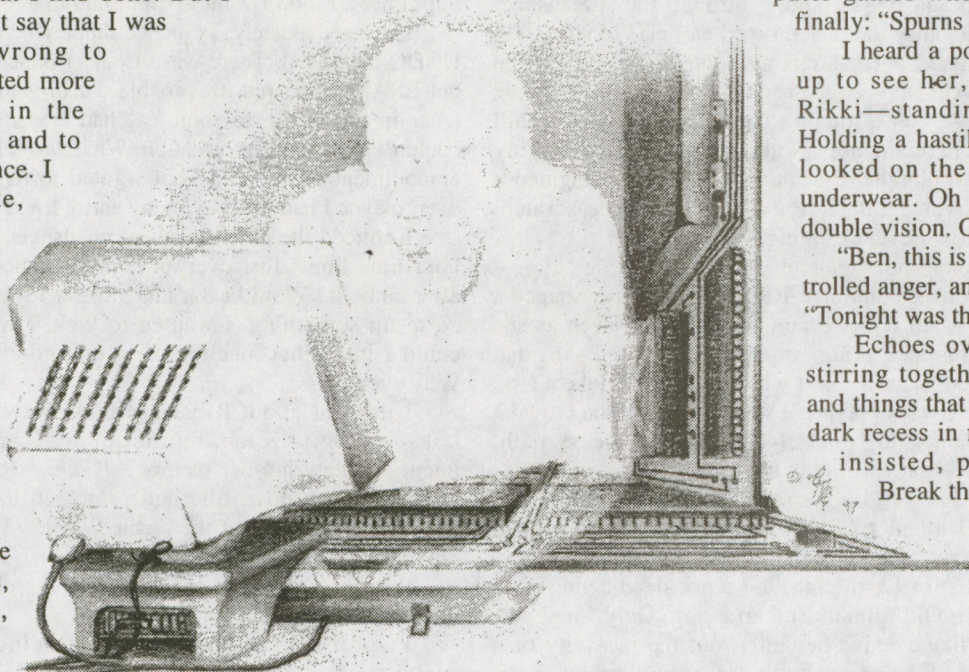 t say that I was
wrong to
ted more
in the
and to
nce. I
te,
e
,
,
finally: “Spurns
I heard a po
up to see her,
Rikki—standin
Holding a hastil
looked on the
underwear. Oh
double vision. C
“Ben, this is
trolled anger, an
“Tonight was th
Echoes ov
stirring togeth
and things that
dark recess in r
insisted, p
Break th